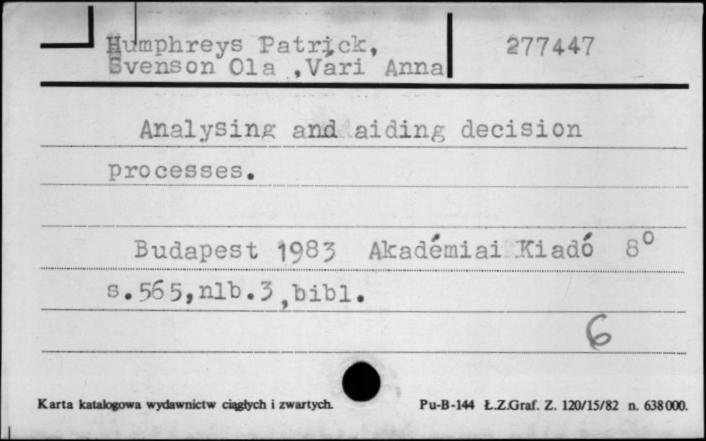 Humphreys Patrick, 277447
Svenson Ola ,Vari Anna
Analysing and aiding decision
processes.
Budapest 1983 Akadémiai Kiadó 8°
s.565,nlb.3,bibl.
6
Karta katalogowa wydawnictw ciągłych i zwartych. Pu-B-144 Ł.Z.Graf. Z. 120/15/82 n. 638000.